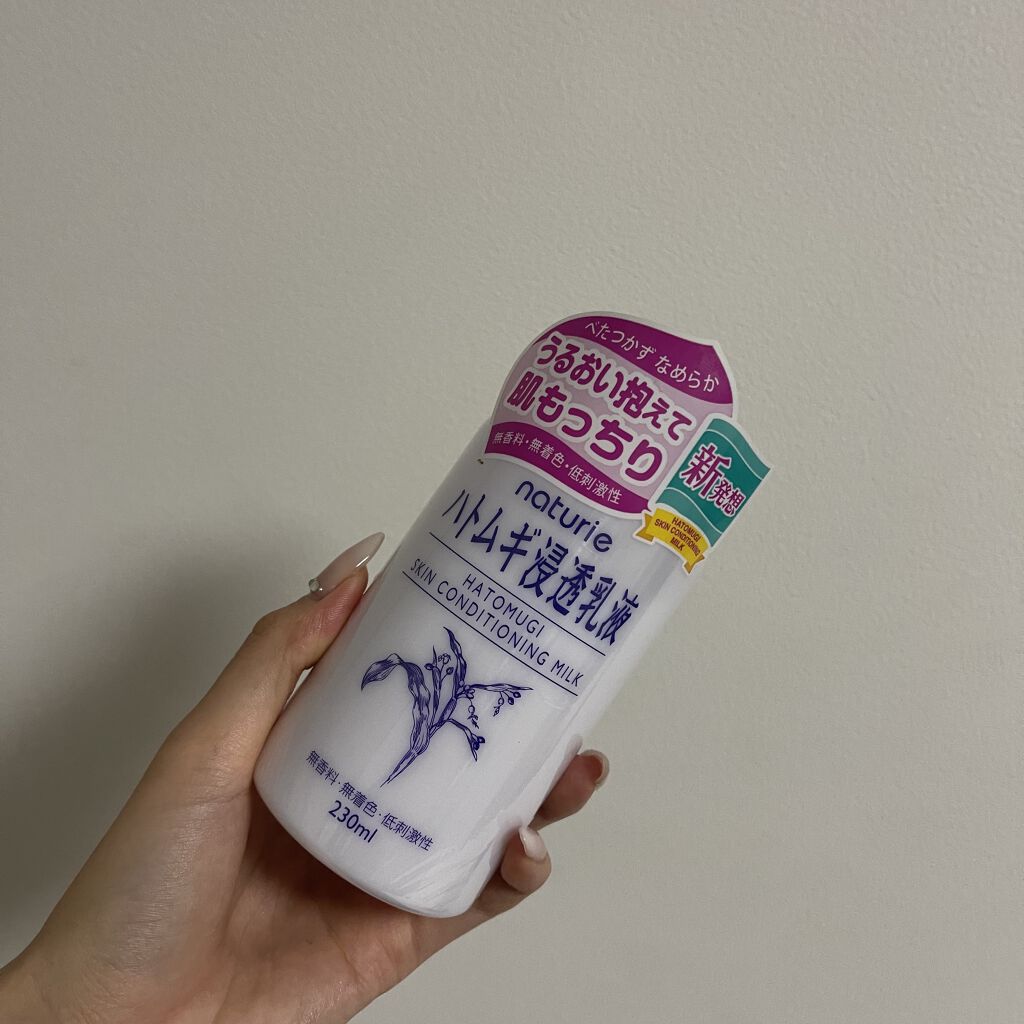 べたつかず なめらか
うるおい抱えて
肌もっちり
無香料・無着色・低刺激性
新発想
HATOMUGI
SKIN CONDITIONING
MILK
naturie
ハトムギ浸透乳液
HATOMUGI
SKIN CONDITIONING MILK
無香料・無着色・低刺激性
230ml